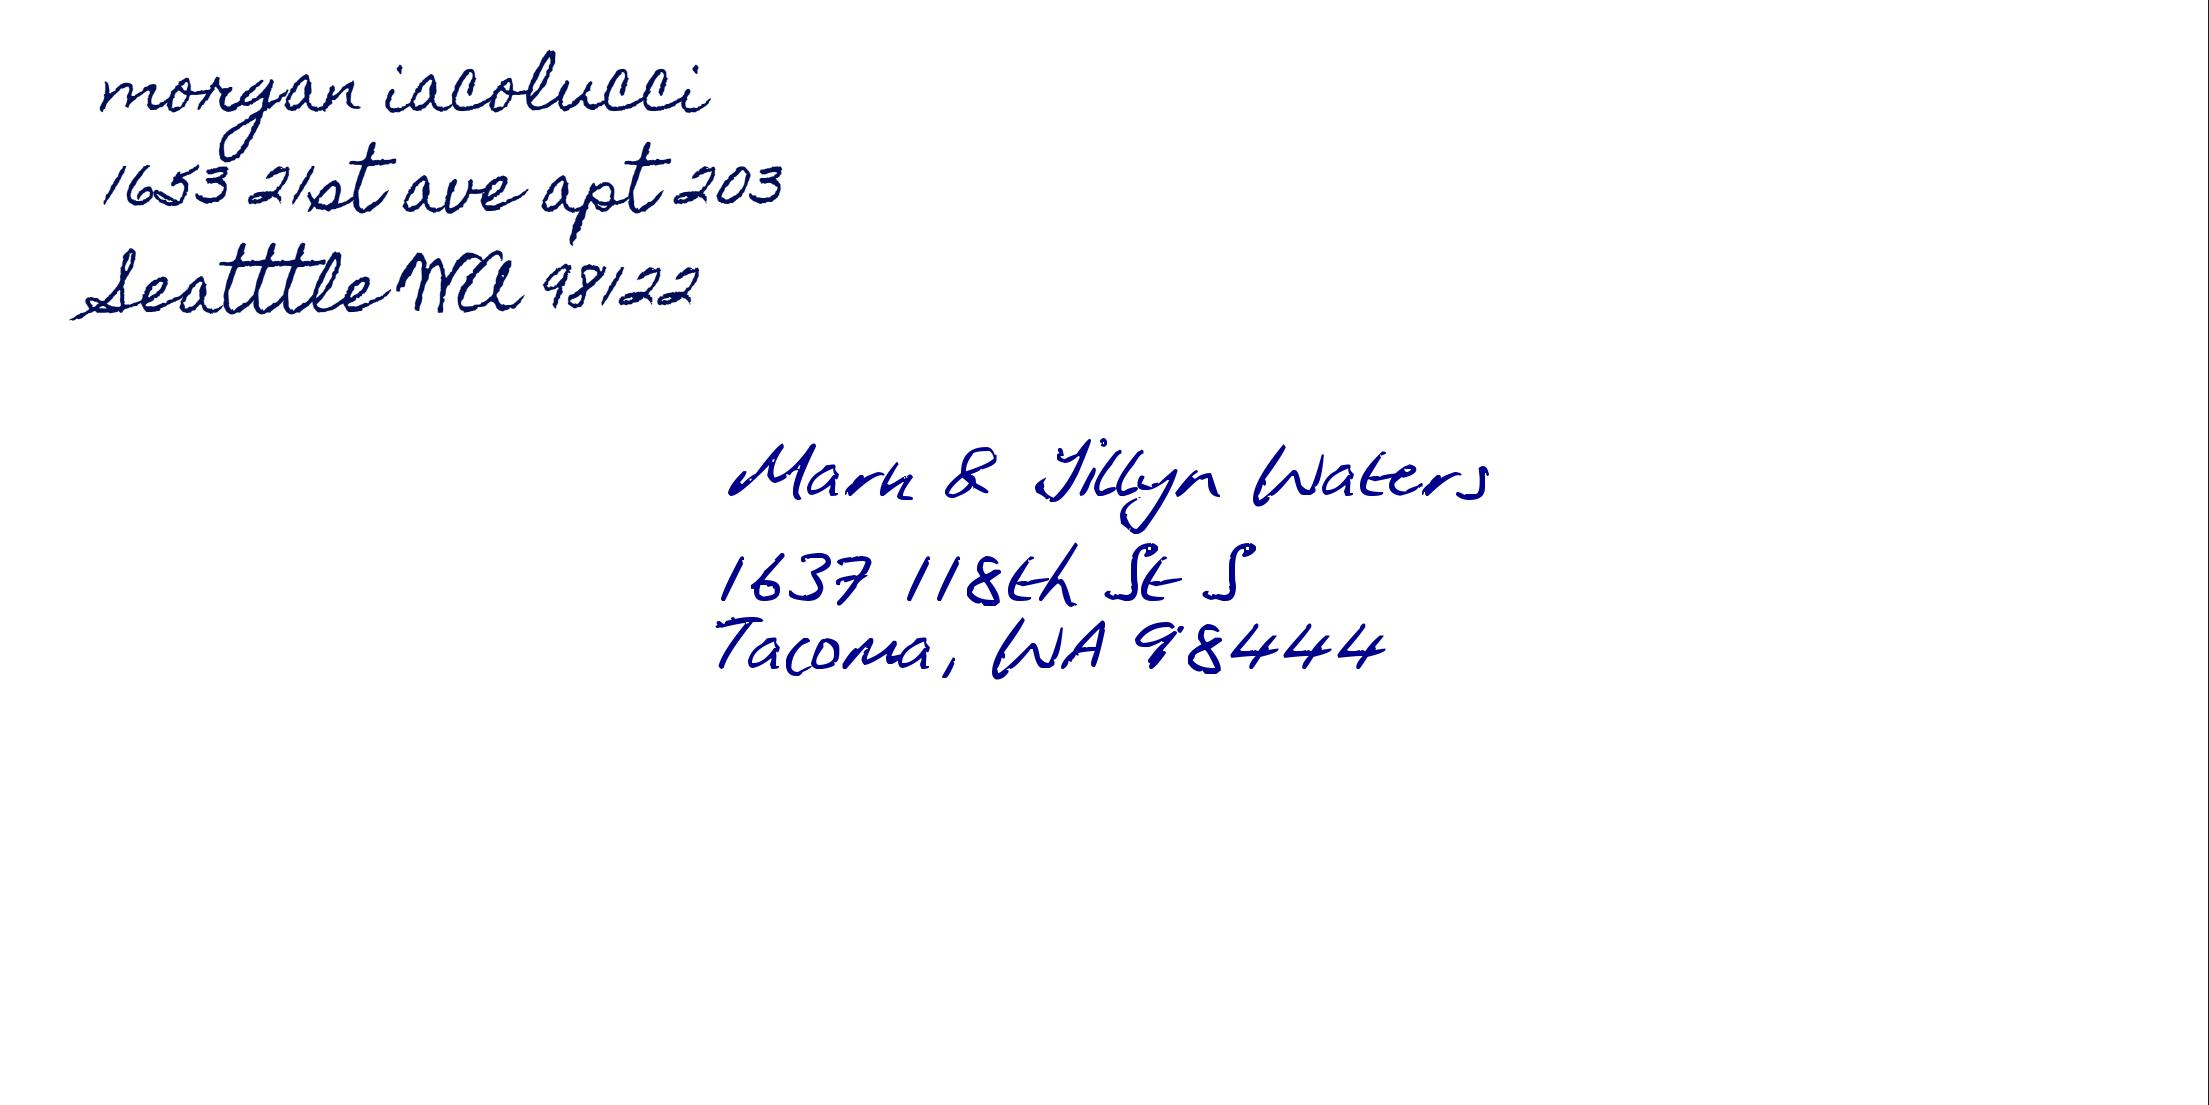 morgan iacolucci
1653 21st ave apt 203
Seatttle WA 98122
Mark & Jillyn Waters
1637 118th St S
Tacoma, WA 98444